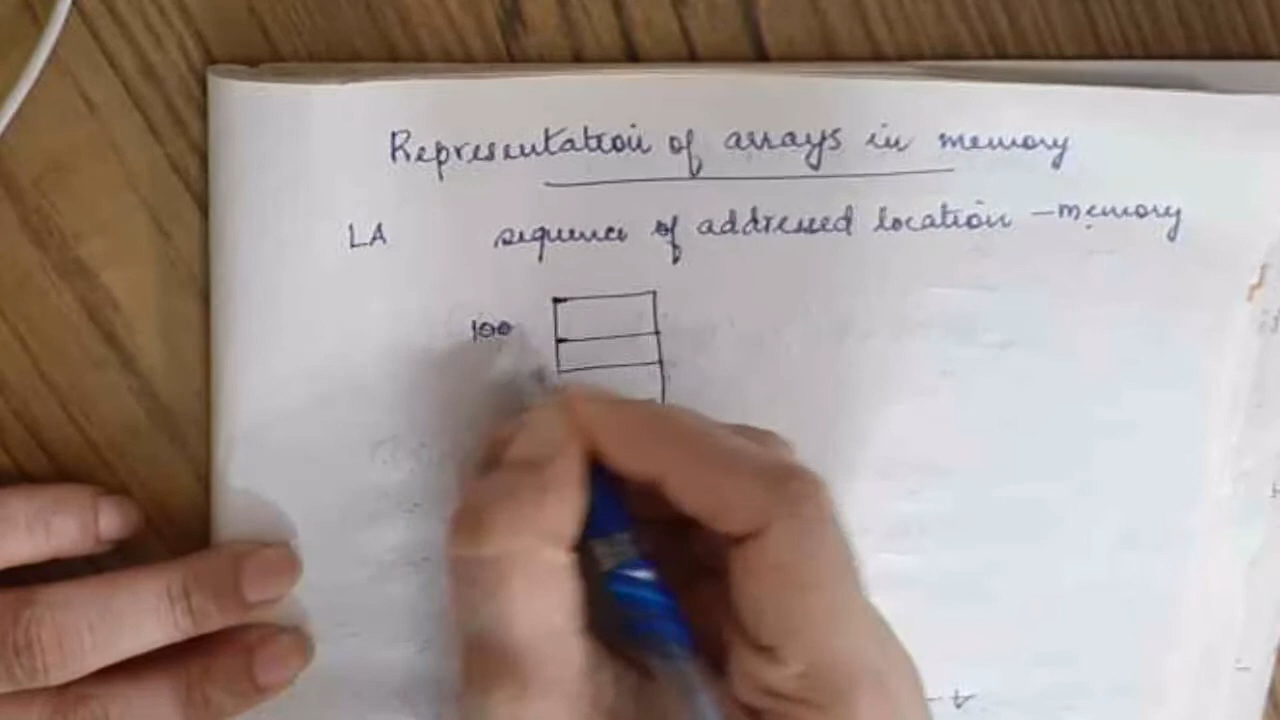 Representation of arrays in memory
LA sequence of addressed location - memory
100